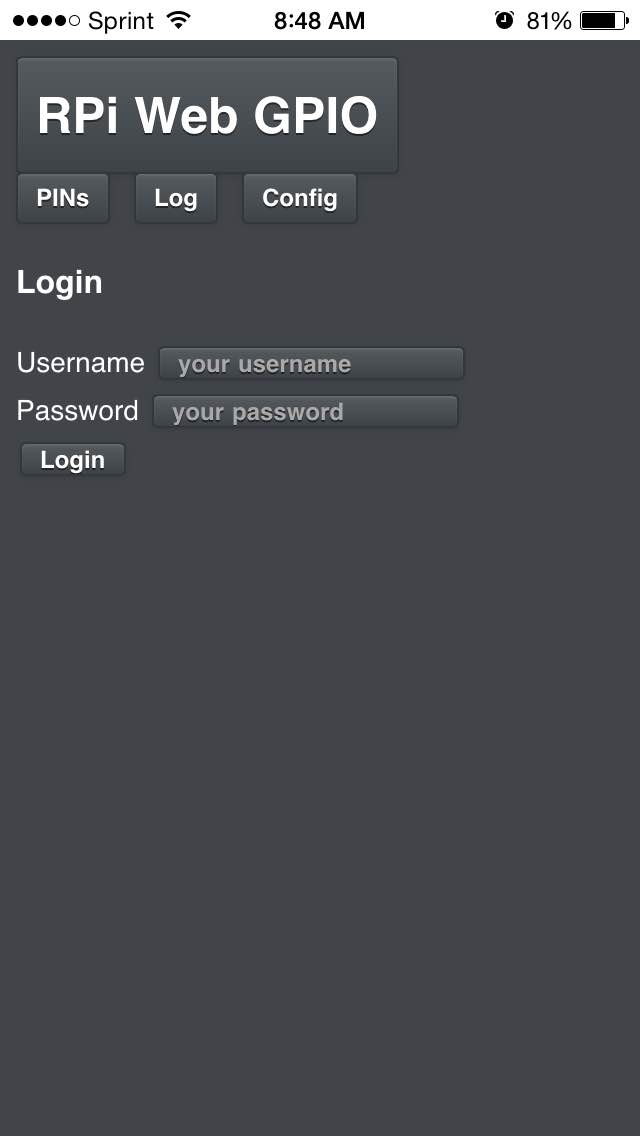 Sprint 8:48 AM 81%
RPi Web GPIO
PINs Log Config
Login
Username your username
Password your password
Login